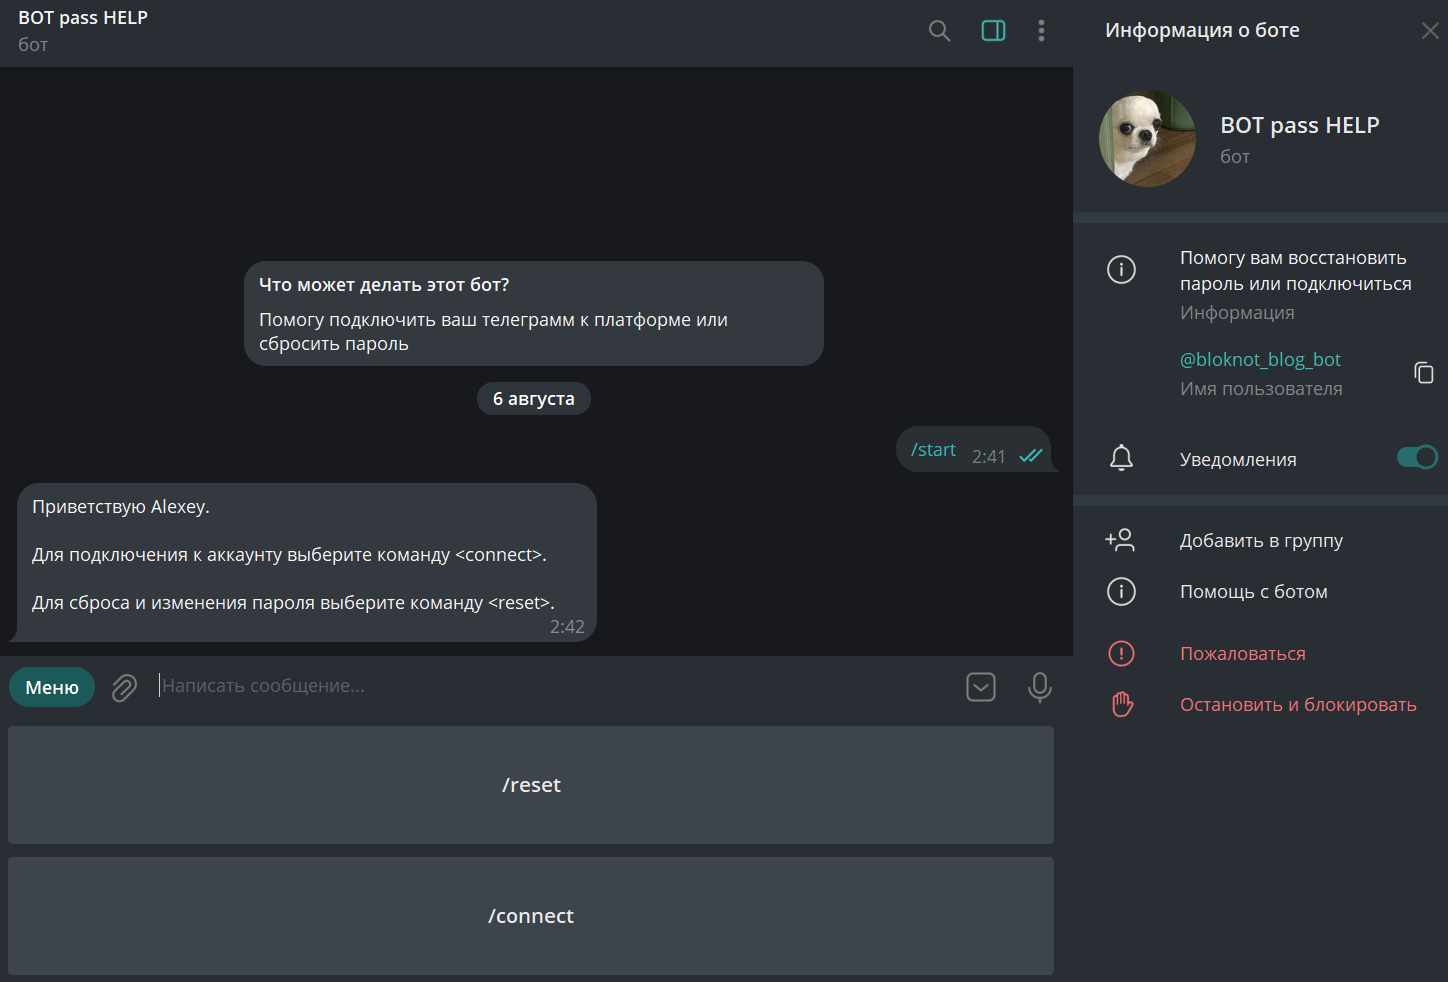 BOT pass HELP
бот
Что может делать этот бот?
Помогу подключить ваш телеграмм к платформе или
сбросить пароль
6 августа
/start 2:41
Приветствую Alexey.
Для подключения к аккаунту выберите команду <connect>.
Для сброса и изменения пароля выберите команду <reset>.
2:42
Меню
Написать сообщение...
/reset
/connect
Информация о боте
BOT pass HELP
бот
Помогу вам восстановить
пароль или подключиться
Информация
@bloknot_blog_bot
Имя пользователя
Уведомления
Добавить в группу
Помощь с ботом
Пожаловаться
Остановить и блокировать